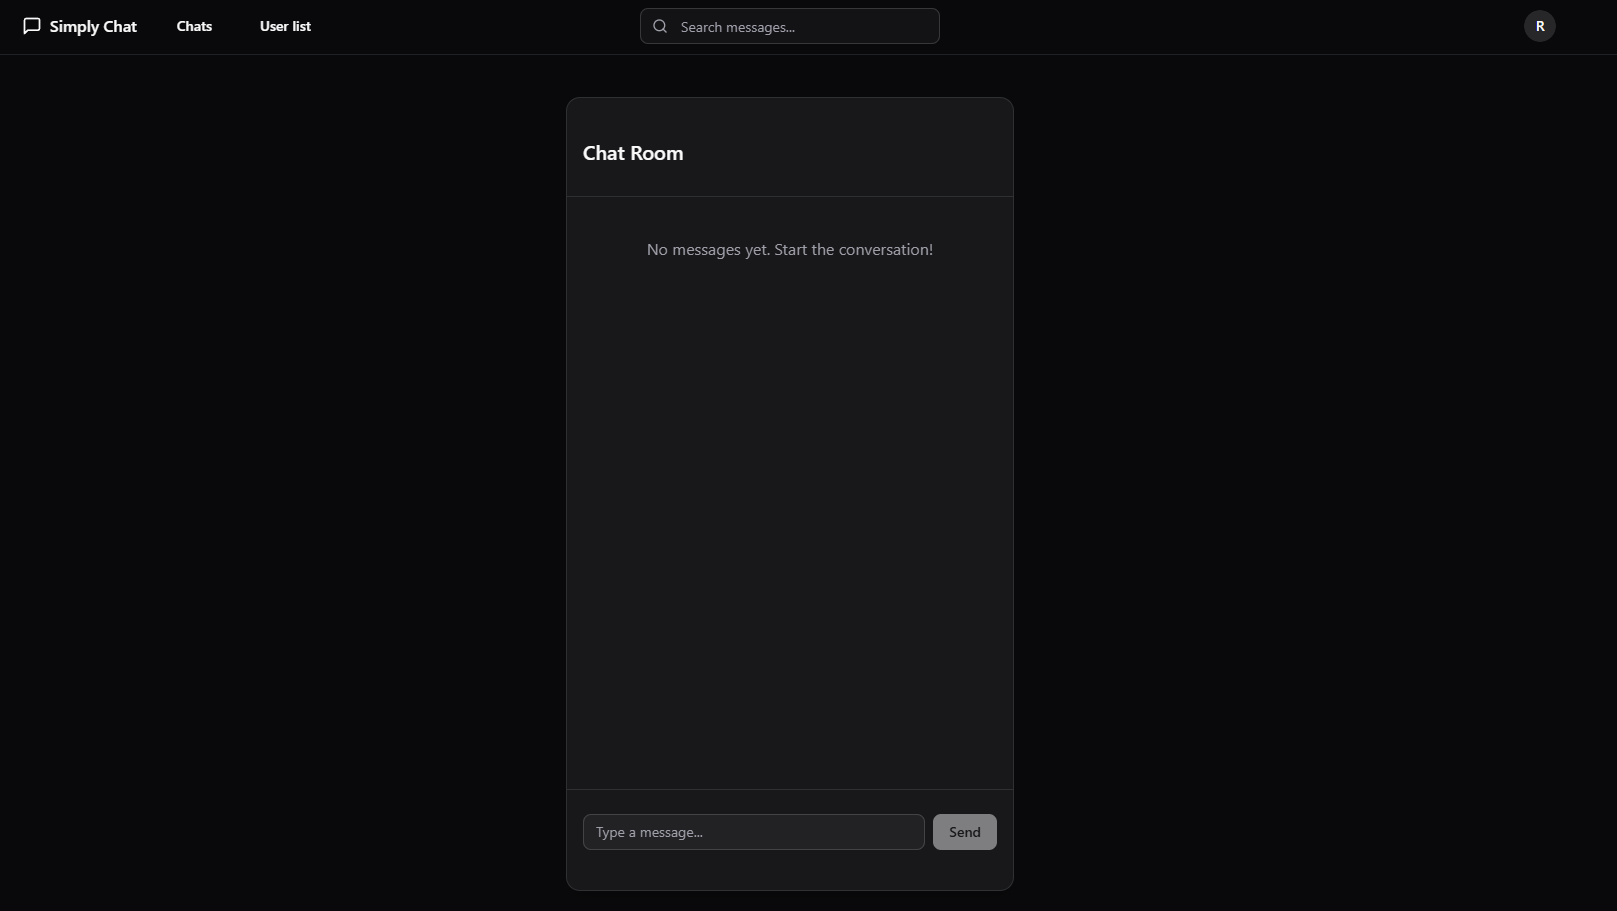 Simply Chat
Chats
User list
Search messages...
R
Chat Room
No messages yet. Start the conversation!
Type a message...
Send